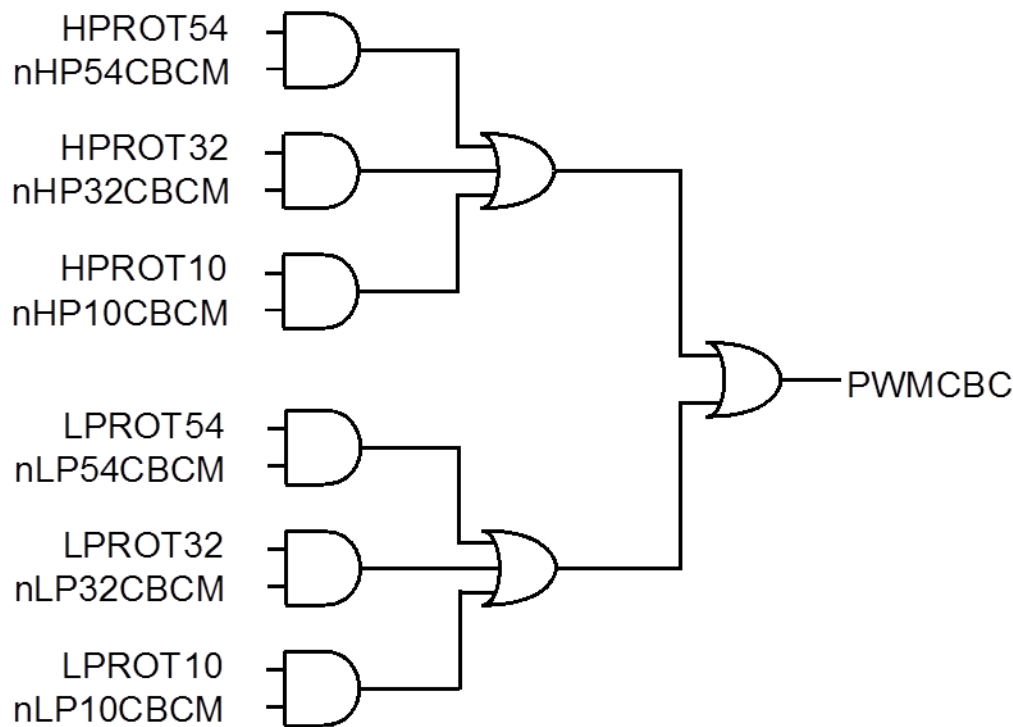 HPROT54
nHP54CBCM
HPROT32
nHP32CBCM
HPROT10
nHP10CBCM
PWMCBC
LPROT54
nLP54CBCM
LPROT32
nLP32CBCM
LPROT10
nLP10CBCM